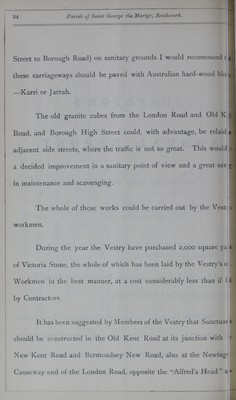 84 Parish of Saint George the Martyr, Southwark.
Street to Borough Road) on sanitary grounds I would recommend
these carriageways should be paved with Australian hard-wood
—Karri or Jarrah.
The old granite cubes from the London Road and Old
Road, and Borough High Street could, with advantage, be relaid
adjacent side streets, where the traffic is not so great. This would
a decided improvement in a sanitary point of view and a great
in maintenance and scavenging.
The whole of these works could be carried out by the
workmen.
During the year the Vestry have purchased 2,000 square
of Victoria Stone, the whole of which has been laid by the Vestry's
Workmen in the best manner, at a cost considerably less than if
by Contractors.
It has been suggested by Members of the Vestry that
should be constructed in the Old Kent Road at its junction with
New Kent Road and Bermondsey New Road, also at the
Causeway end of the London Road, opposite the "Alfred's Head"